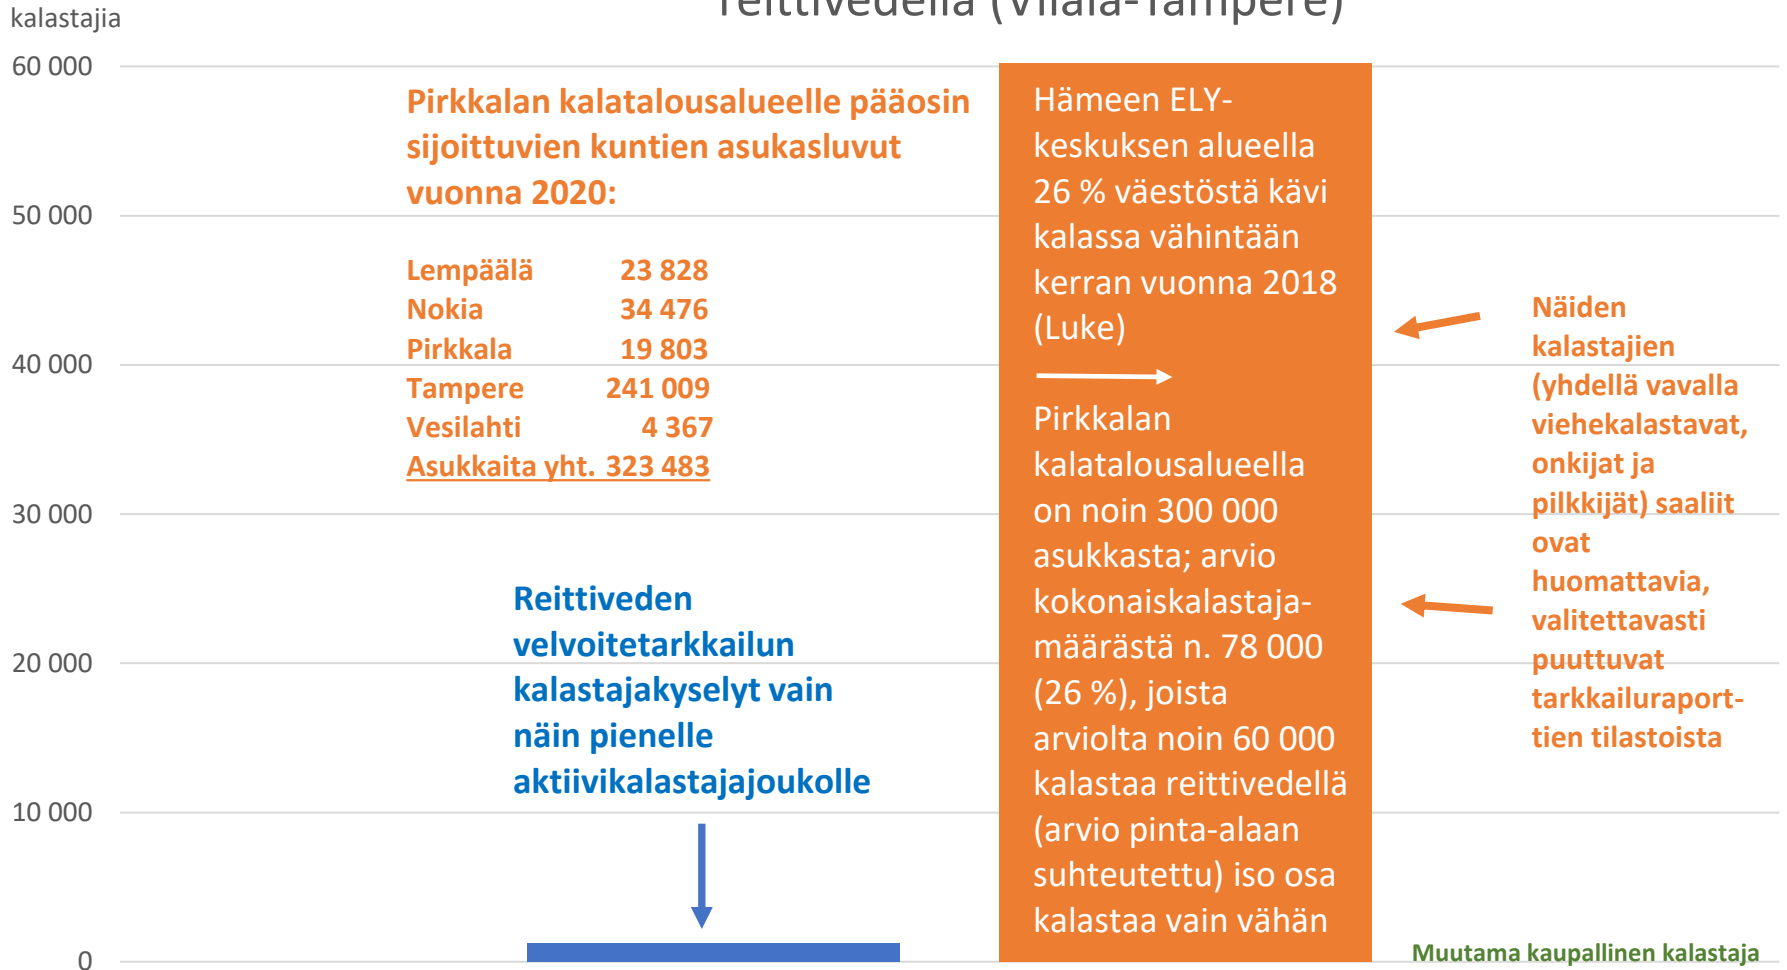 reittivedellä (Viiala-Tampere)
kalastajia
60 000
50 000
40 000
30 000
20 000
10 000
0
Pirkkalan kalatalousalueelle pääosin
sijoittuvien kuntien asukasluvut
vuonna 2020:
Lempäälä 23 828
Nokia 34 476
Pirkkala 19 803
Tampere 241 009
Vesilahti 4 367
Asukkaita yht. 323 483
Reittiveden
velvoitetarkkailun
kalastajakyselyt vain
näin pienelle
aktiivikalastajajoukolle
Hämeen ELY-
keskuksen alueella
26 % väestöstä kävi
kalassa vähintään
kerran vuonna 2018
(Luke)
Pirkkalan
kalatalousalueella
on noin 300 000
asukkasta; arvio
kokonaiskalastaja-
määrästä n. 78 000
(26 %), joista
arviolta noin 60 000
kalastaa reittivedellä
(arvio pinta-alaan
suhteutettu) iso osa
kalastaa vain vähän
Näiden
kalastajien
(yhdellä vavalla
viehekalastavat,
onkijat ja
pilkkijät) saaliit
ovat
huomattavia,
valitettavasti
puuttuvat
tarkkailuraport-
tien tilastoista
Muutama kaupallinen kalastaja